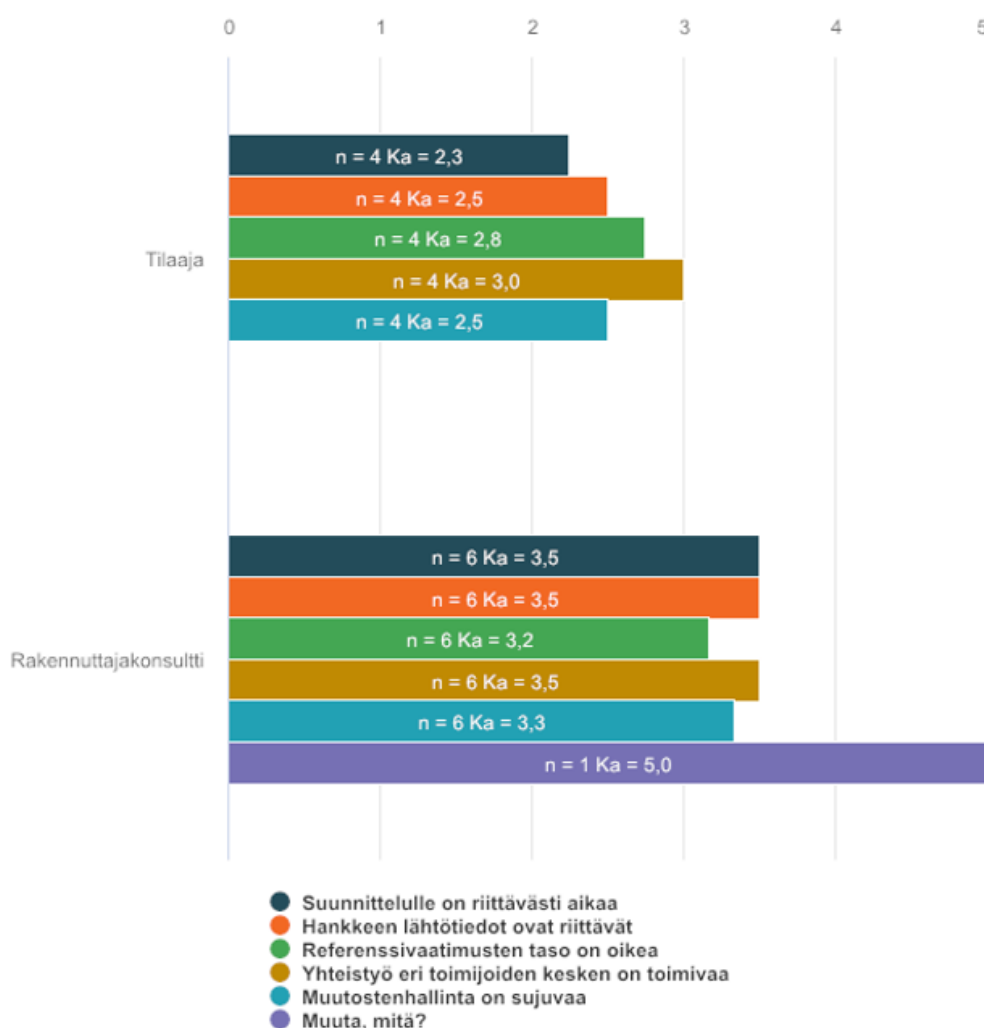 0 1 2 3 4 5
n = 4 Ka = 2,3
n = 4 Ka = 2,5
n = 4 Ka = 2,8
Tilaaja
n = 4 Ka = 3,0
n = 4 Ka = 2,5
n = 6 Ka = 3,5
n = 6 Ka = 3,5
n = 6 Ka = 3,2
Rakennuttajakonsultti
n = 6 Ka = 3,5
n = 6 Ka = 3,3
n = 1 Ka = 5,0
Suunnittelulle on riittävästi aikaa
Hankkeen lähtötiedot ovat riittävät
Referenssivaatimusten taso on oikea
Yhteistyö eri toimijoiden kesken on toimivaa
Muutostenhallinta on sujuvaa
Muuta, mitä?